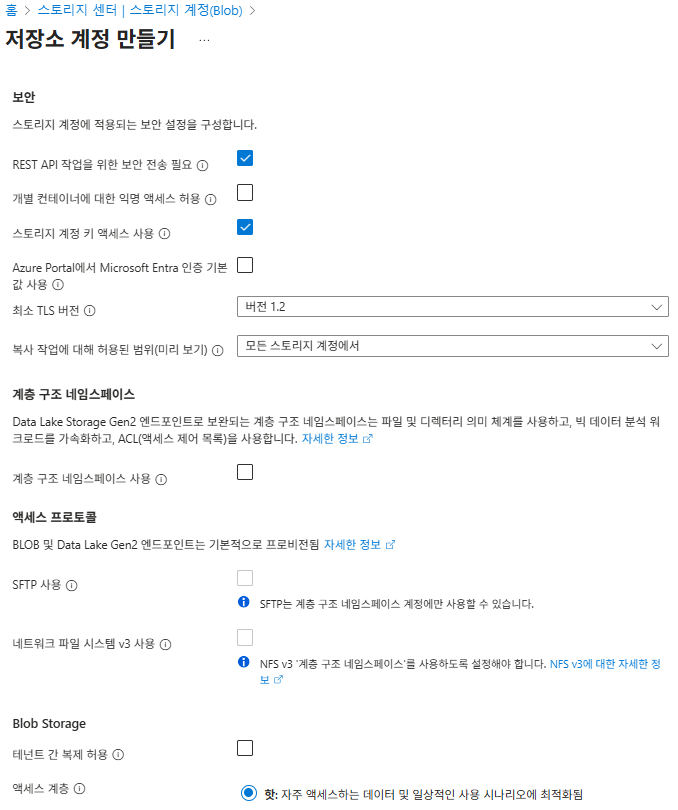 홈 > 스토리지 센터 | 스토리지 계정(Blob) >
저장소 계정 만들기 ...
보안
스토리지 계정에 적용되는 보안 설정을 구성합니다.
REST API 작업을 위한 보안 전송 필요
개별 컨테이너에 대한 익명 액세스 허용
스토리지 계정 키 액세스 사용
Azure Portal에서 Microsoft Entra 인증 기본
값 사용
최소 TLS 버전
버전 1.2
복사 작업에 대해 허용된 범위(미리 보기)
모든 스토리지 계정에서
계층 구조 네임스페이스
Data Lake Storage Gen2 엔드포인트로 보완되는 계층 구조 네임스페이스는 파일 및 디렉터리 의미 체계를 사용하고, 빅 데이터 분석 워
크로드를 가속화하고, ACL(액세스 제어 목록)을 사용합니다. 자세한 정보
계층 구조 네임스페이스 사용
액세스 프로토콜
BLOB 및 Data Lake Gen2 엔드포인트는 기본적으로 프로비전됨 자세한 정보
SFTP 사용
SFTP는 계층 구조 네임스페이스 계정에만 사용할 수 있습니다.
네트워크 파일 시스템 v3 사용
NFS v3 '계층 구조 네임스페이스'를 사용하도록 설정해야 합니다. NFS v3에 대한 자세한 정
보
Blob Storage
테넌트 간 복제 허용
액세스 계층
핫: 자주 액세스하는 데이터 및 일상적인 사용 시나리오에 최적화됨